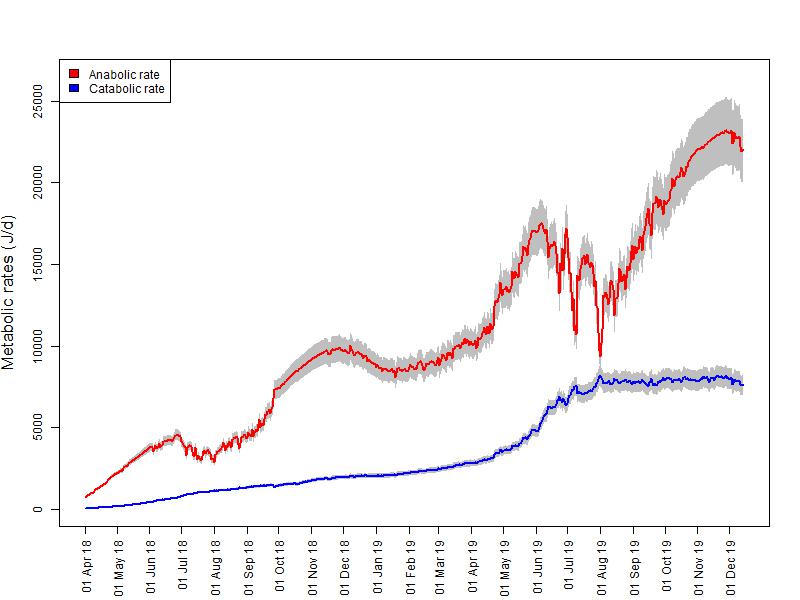 Anabolic rate
Catabolic rate
Metabolic rates (J/d)
25000
20000
15000
10000
5000
0
01 Apr 18
01 May 18
01 Jun 18
01 Jul 18
01 Aug 18
01 Sep 18
01 Oct 18
01 Nov 18
01 Dec 18
01 Jan 19
01 Feb 19
01 Mar 19
01 Apr 19
01 May 19
01 Jun 19
01 Jul 19
01 Aug 19
01 Sep 19
01 Oct 19
01 Nov 19
01 Dec 19